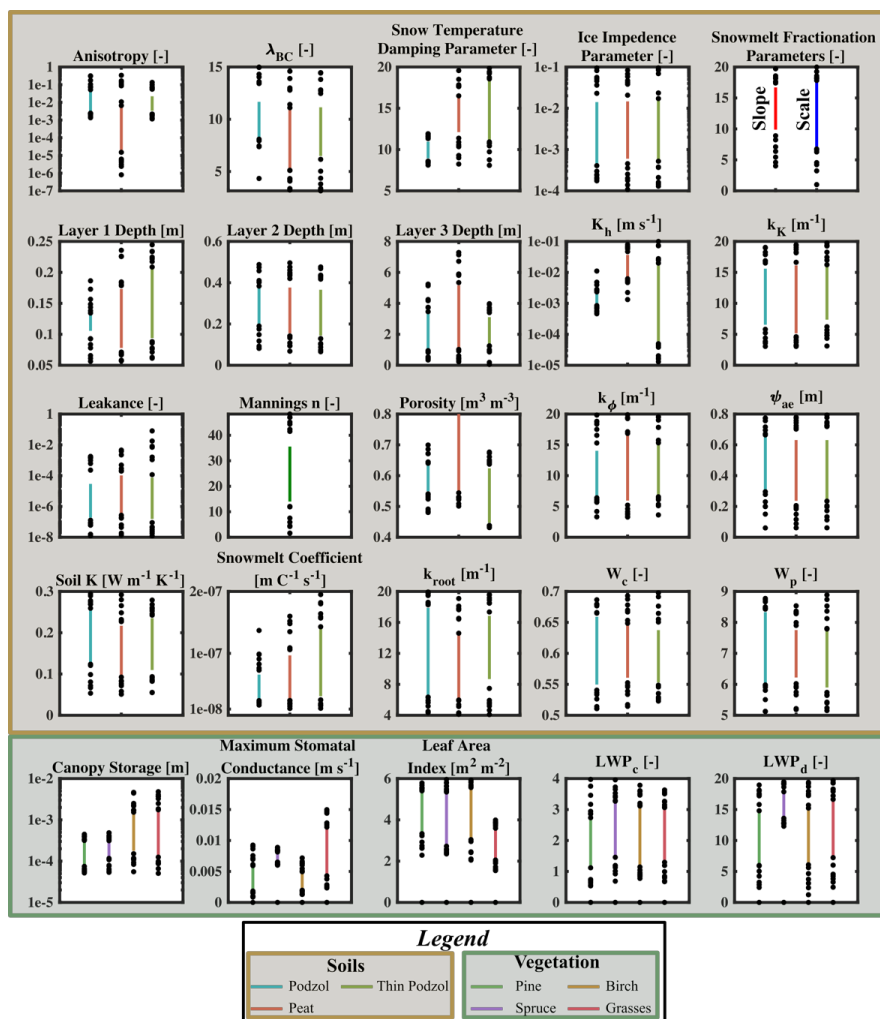 Snow Temperature
Anisotropy [-]
λBC [-]
Damping Parameter [-]
Ice Impedence
Parameter [-]
Snowmelt Fractionation
Parameters [-]
1
1e-1
1e-2
1e-3
1e-4
1e-5
1e-6
1e-7
15
10
5
20
15
10
5
1e-1
1e-2
1e-3
1e-4
20
15
10
5
0
Slope
Scale
Layer 1 Depth [m]
Layer 2 Depth [m]
Layer 3 Depth [m]
Kh [m s-1]
kK [m-1]
0.25
0.2
0.15
0.1
0.05
0.6
0.4
0.2
0
8
6
4
2
0
1e-01
1e-02
1e-03
1e-04
1e-05
20
15
10
5
0
Leakance [-]
Mannings n [-]
Porosity [m3 m-3]
kϕ [m-1]
ψae [m]
1
1e-2
1e-4
1e-6
1e-8
40
30
20
10
0
0.8
0.7
0.6
0.5
0.4
20
15
10
5
0
0.8
0.6
0.4
0.2
0
Soil K [W m-1 K-1]
Snowmelt Coefficient
[m C-1 s-1]
kroot [m-1]
Wc [-]
Wp [-]
0.3
0.2
0.1
0
2e-07
1e-07
1e-08
20
16
12
8
4
0.7
0.65
0.6
0.55
0.5
9
8
7
6
5
Canopy Storage [m]
Maximum Stomatal
Conductance [m s-1]
Leaf Area
Index [m2 m-2]
LWPc [-]
LWPd [-]
1e-2
1e-3
1e-4
1e-5
0.02
0.015
0.01
0.005
0
6
4
2
0
4
3
2
1
0
20
15
10
5
0
Legend
Soils
Podzol
Thin Podzol
Peat
Vegetation
Pine
Birch
Spruce
Grasses